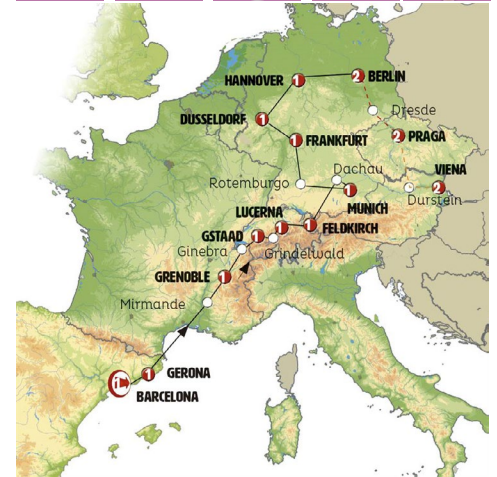 HANNOVER
1
2
BERLIN
Dresde
DUSSELDORF
1
1
FRANKFURT
2
PRAGA
Dachau
VIENA
2
Rotemburgo
1
MUNICH
Durstein
LUCERNA
1
1
FELDKIRCH
GSTAAD
1
Ginebra
Grindelwald
GRENOBLE
1
Mirmande
1
GERONA
BARCELONA